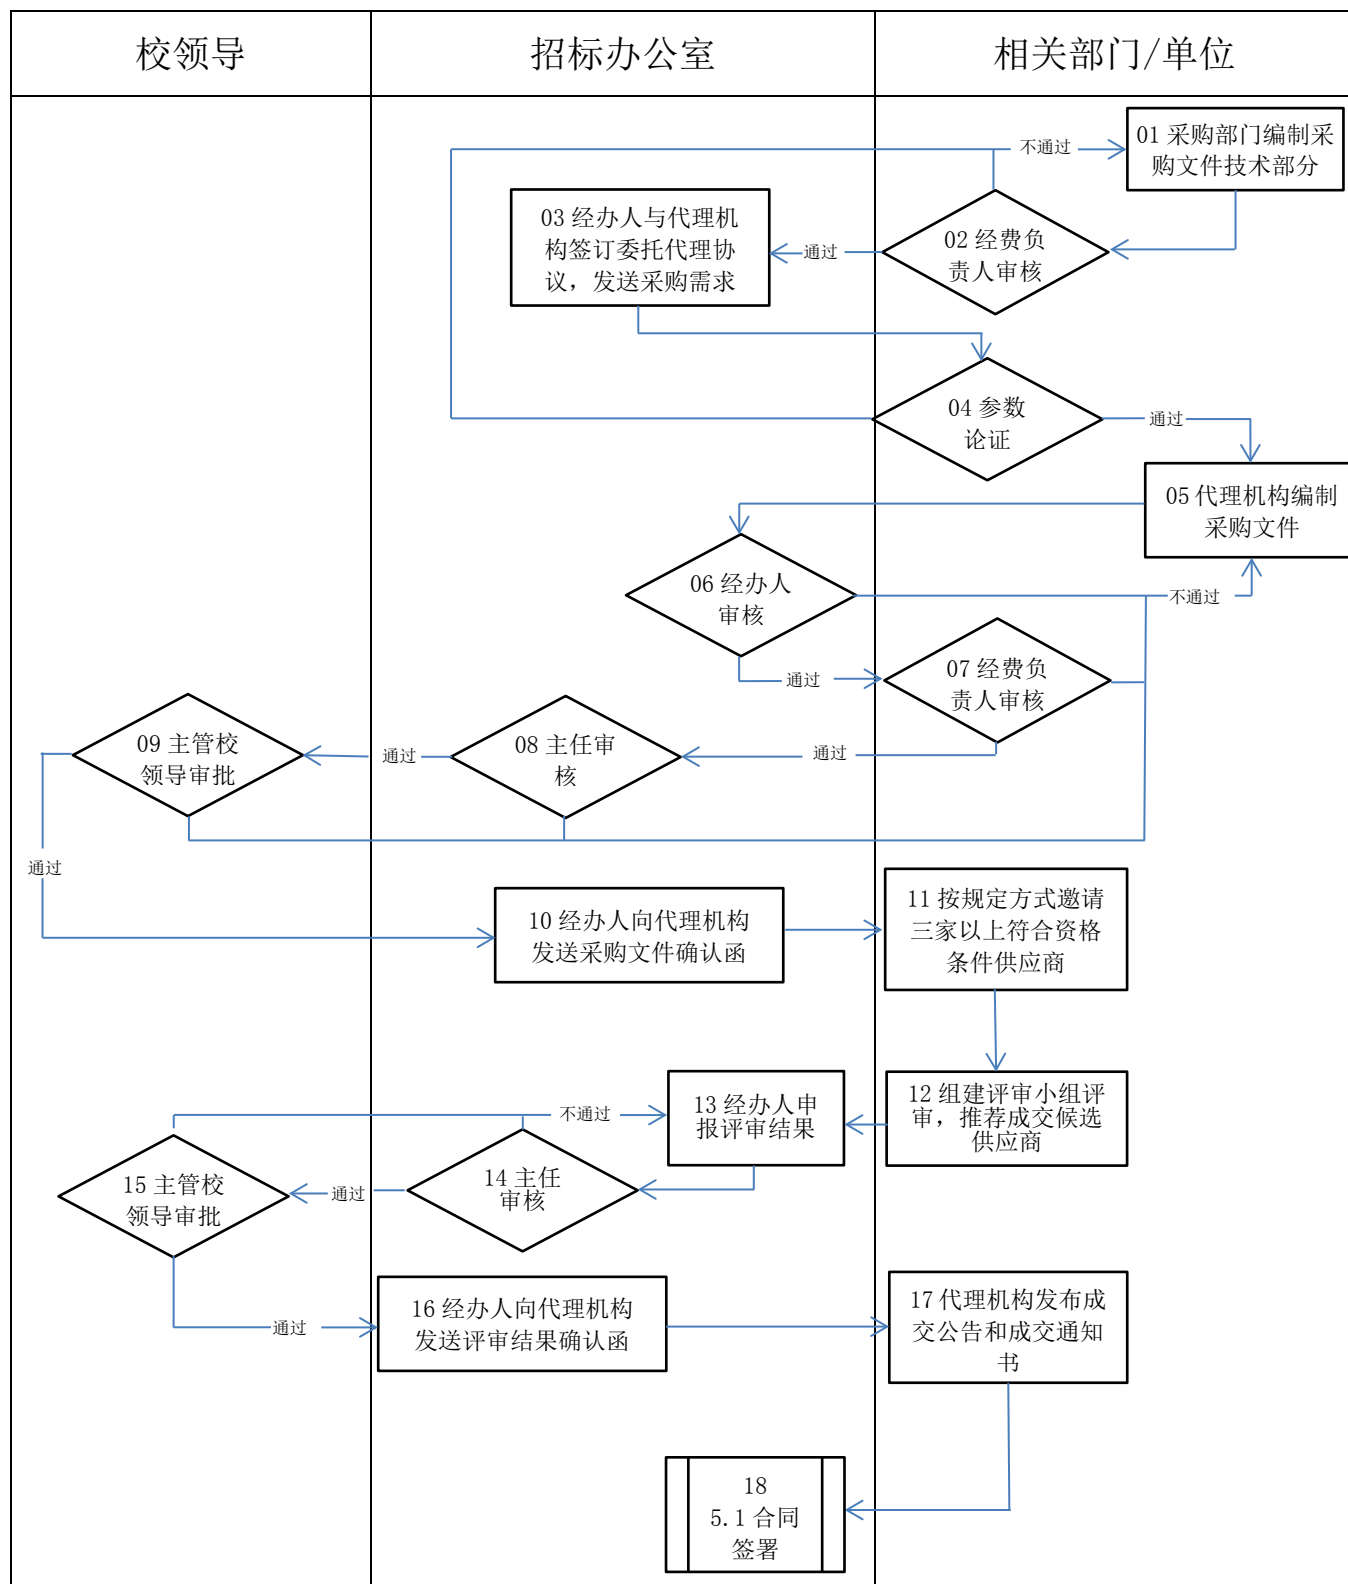 校领导
招标办公室
相关部门/单位
01 采购部门编制采
购文件技术部分
不通过
02 经费负
责人审核
通过
03 经办人与代理机
构签订委托代理协
议，发送采购需求
04 参数
论证
通过
05 代理机构编制
采购文件
06 经办人
审核
不通过
通过
07 经费负
责人审核
通过
08 主任审
核
通过
09 主管校
领导审批
通过
10 经办人向代理机构
发送采购文件确认函
11 按规定方式邀请
三家以上符合资格
条件供应商
12 组建评审小组评
审，推荐成交候选
供应商
13 经办人申
报评审结果
不通过
14 主任
审核
通过
15 主管校
领导审批
通过
16 经办人向代理机构
发送评审结果确认函
17 代理机构发布成
交公告和成交通知
书
18
5.1 合同
签署